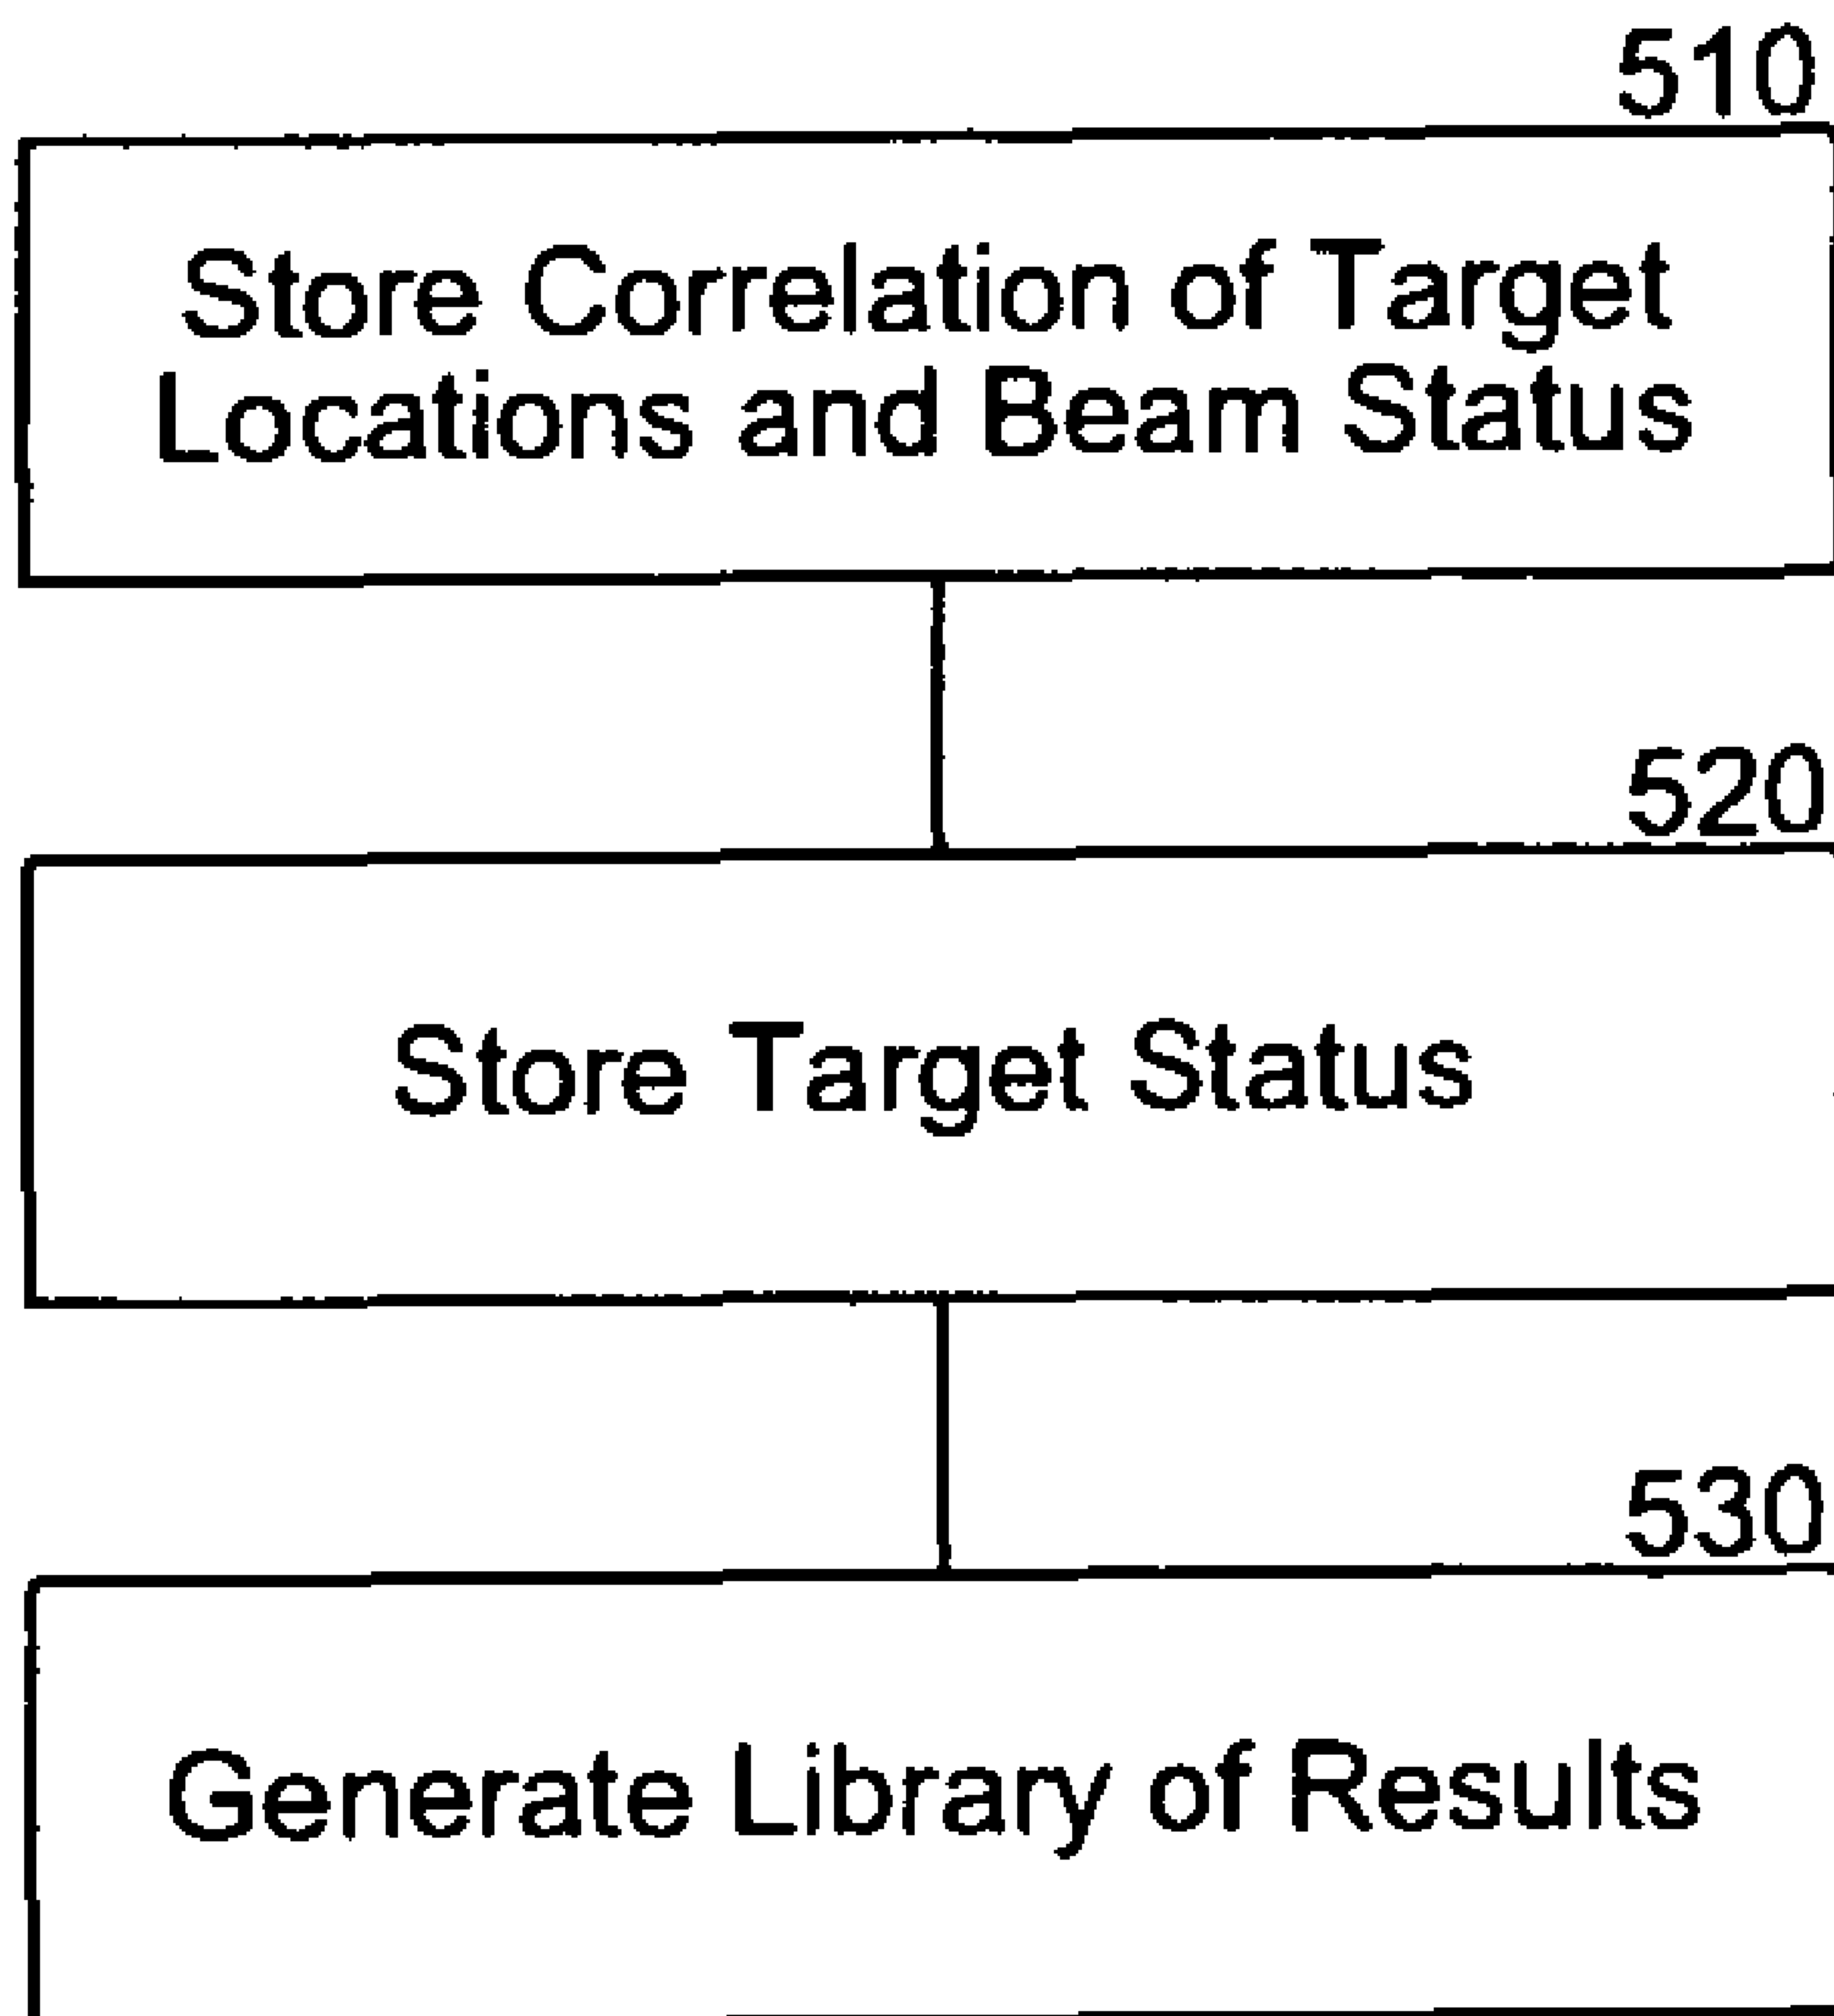 510
Store Correlation of Target
Locations and Beam Status
520
Store Target Status
530
Generate Library of Results